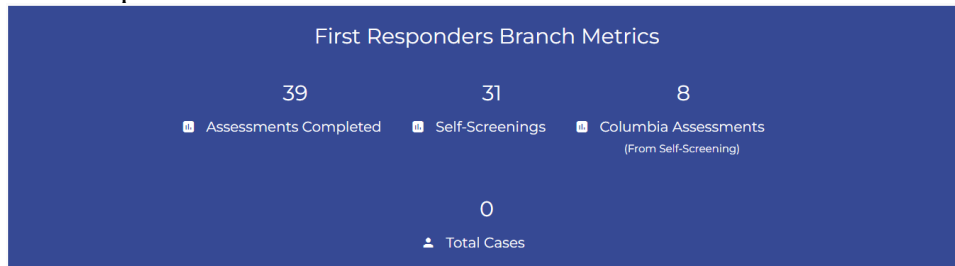 First Responders Branch Metrics
39 31 8
Assessments Completed Self-Screenings Columbia Assessments
(From Self-Screening)
0
Total Cases